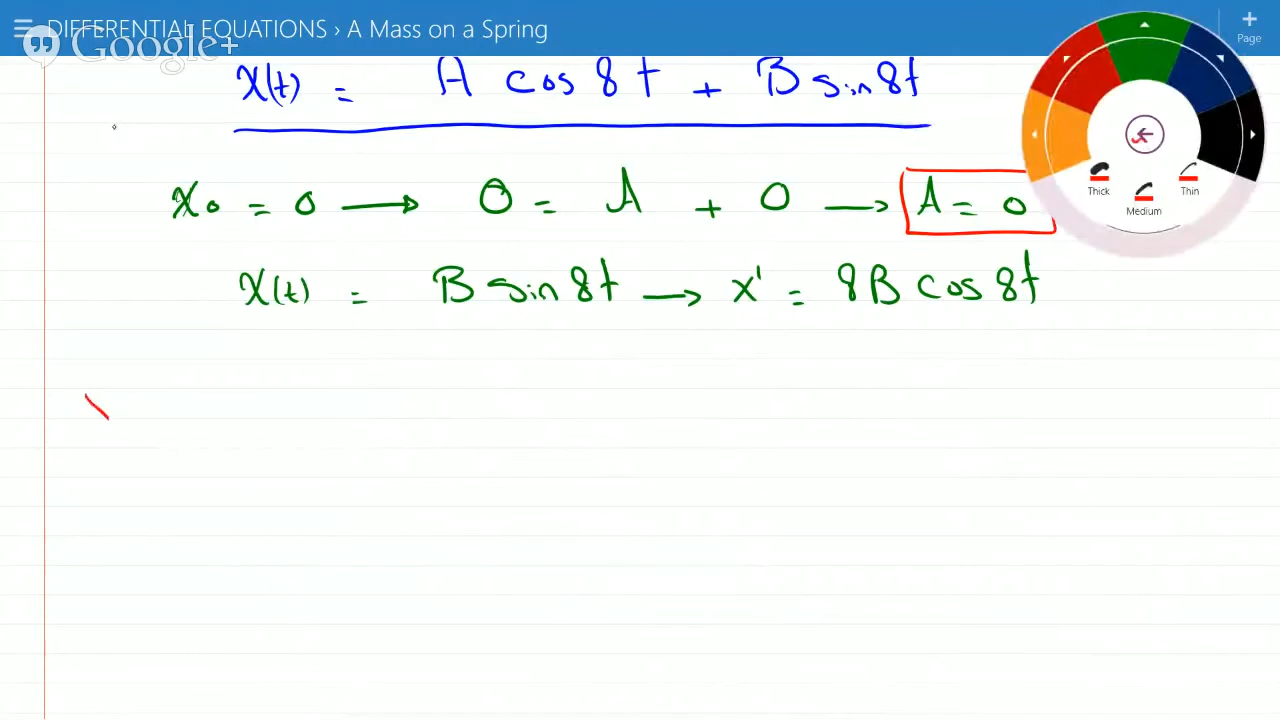 DIFFERENTIAL EQUATIONS › A Mass on a Spring
Google+
Page
x(t) = A cos 8t + B sin 8t
Thick
Medium
Thin
x0 = 0 → 0 = A + 0 → A = 0
x(t) = B sin 8t → x' = 8B cos 8t